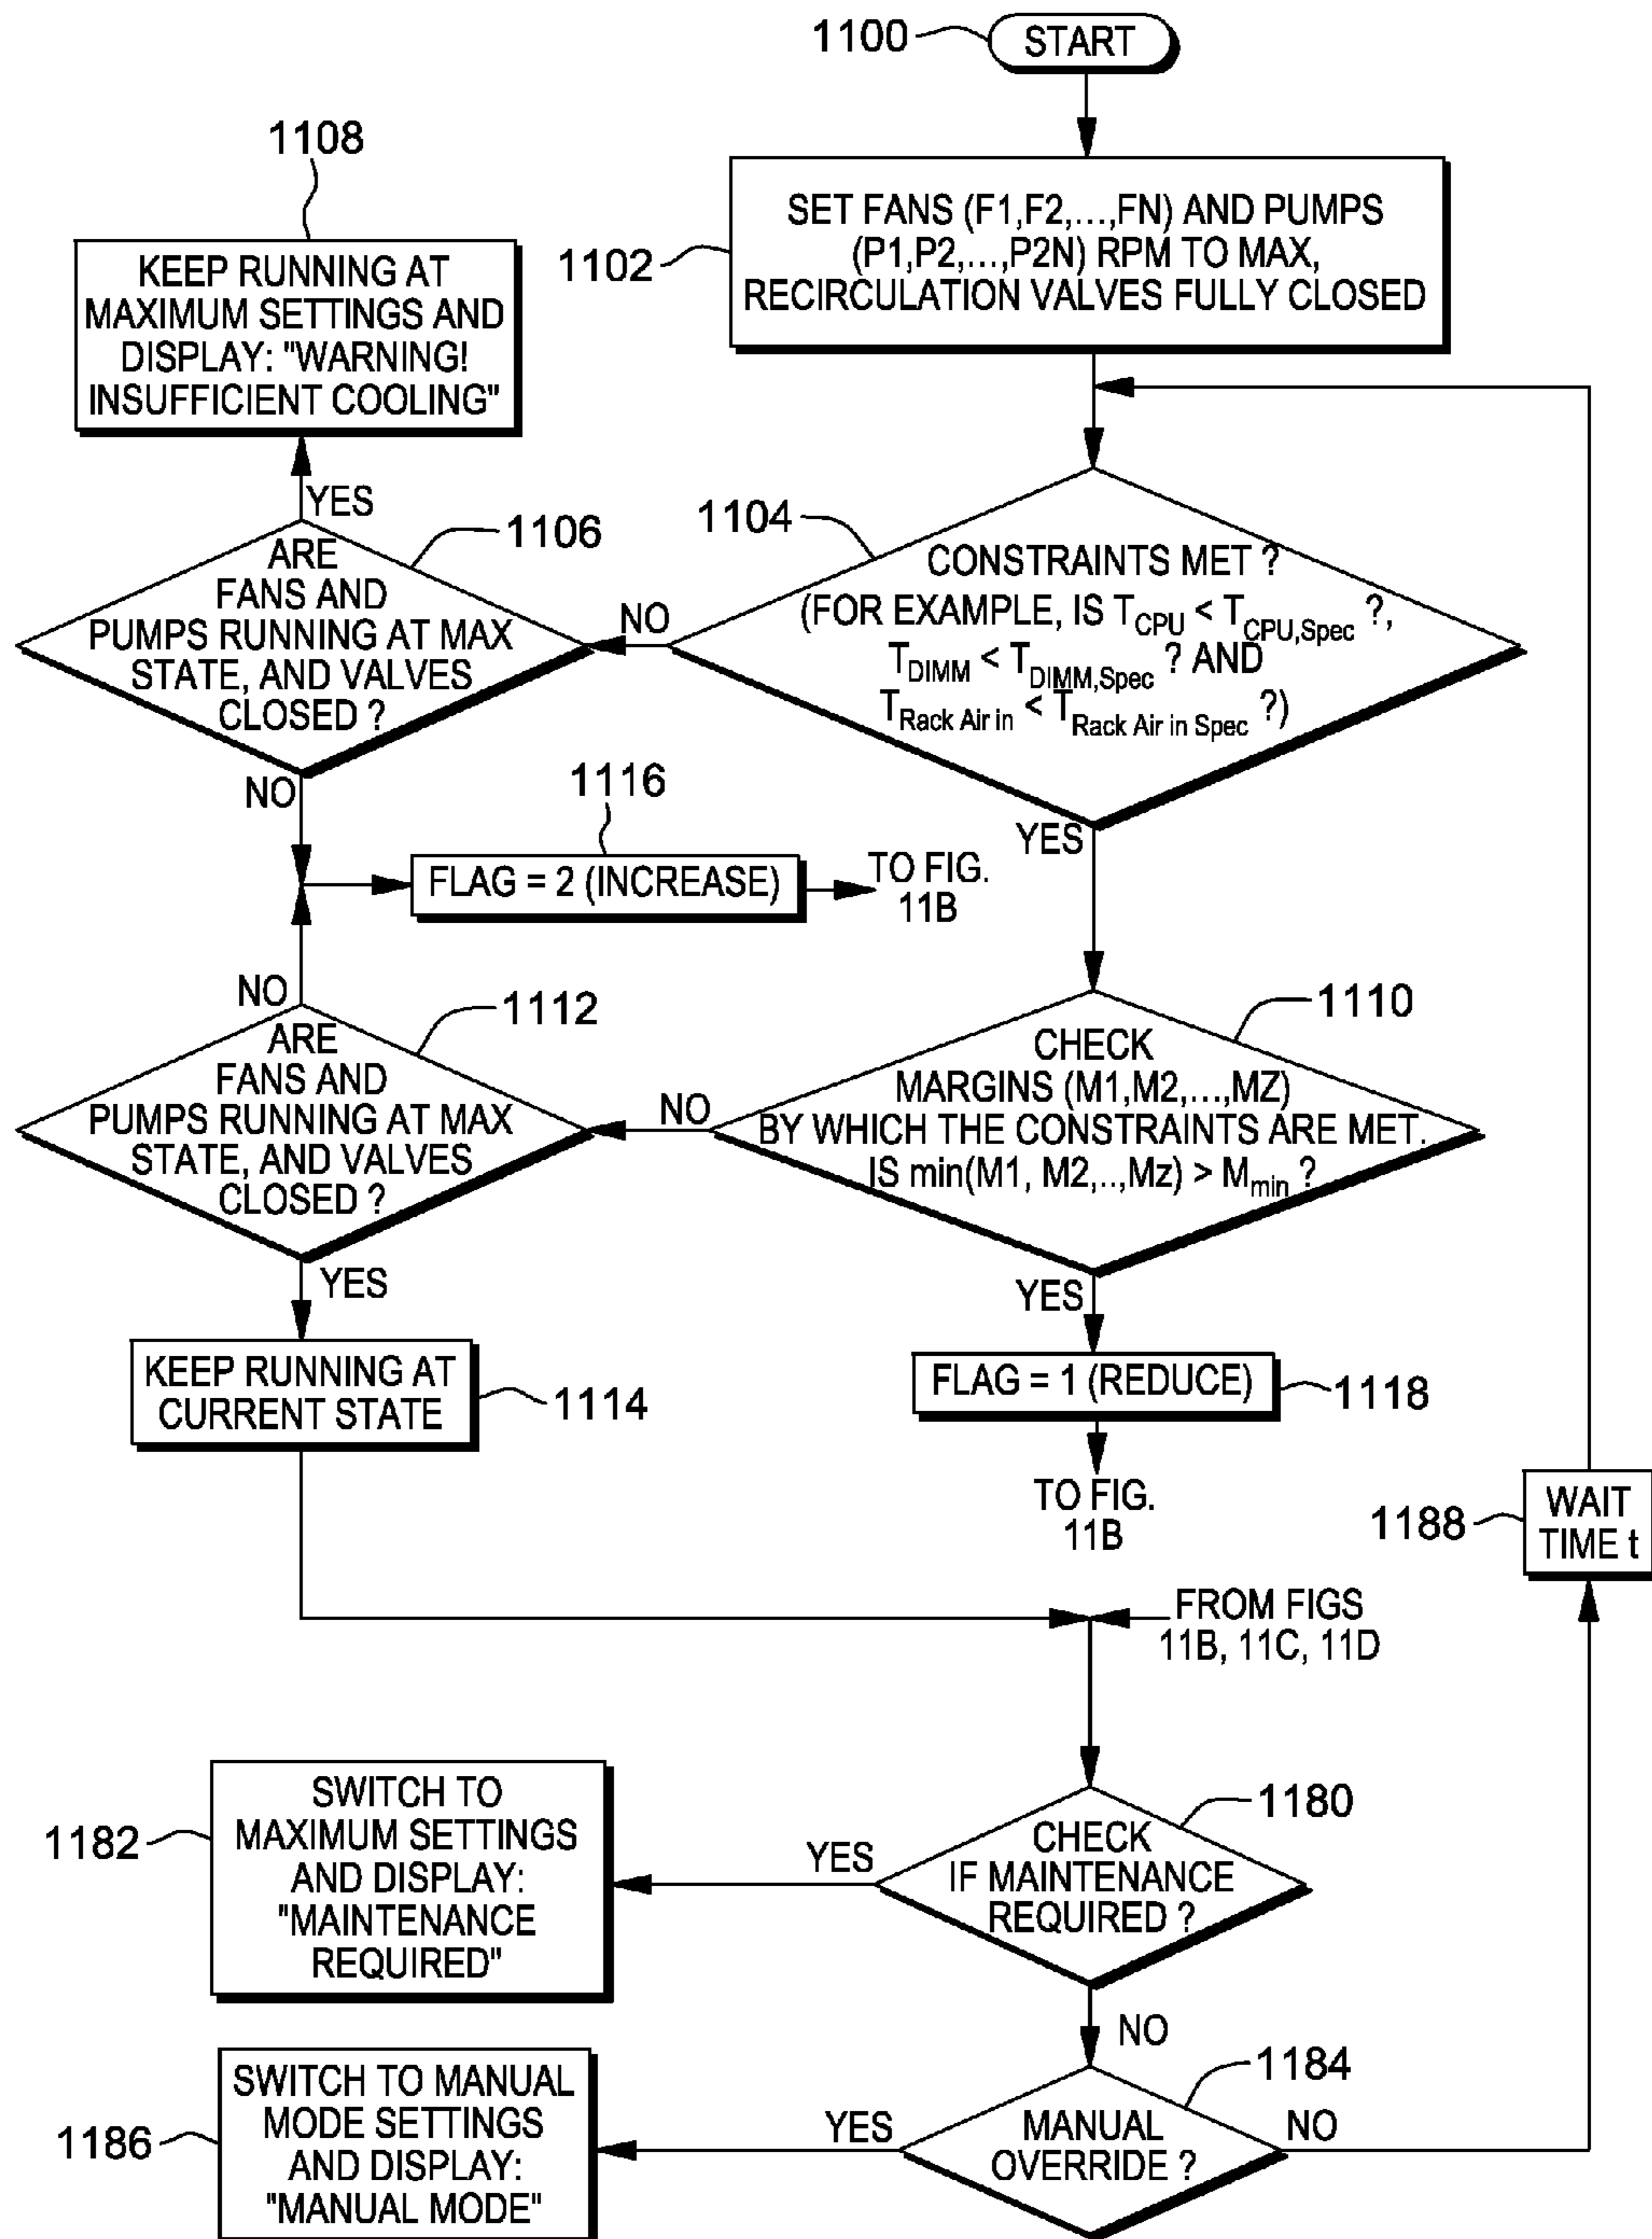 1100
START
1102
SET FANS (F1,F2,...,FN) AND PUMPS
(P1,P2,...,P2N) RPM TO MAX,
RECIRCULATION VALVES FULLY CLOSED
1108
KEEP RUNNING AT
MAXIMUM SETTINGS AND
DISPLAY: "WARNING!
INSUFFICIENT COOLING"
YES
1106
ARE
FANS AND
PUMPS RUNNING AT MAX
STATE, AND VALVES
CLOSED ?
NO
NO
1104
CONSTRAINTS MET ?
(FOR EXAMPLE, IS T_CPU < T_CPU,Spec ?,
T_DIMM < T_DIMM,Spec ? AND
T_Rack Air in < T_Rack Air in Spec ?)
YES
1116
FLAG = 2 (INCREASE)
TO FIG.
11B
NO
1112
ARE
FANS AND
PUMPS RUNNING AT MAX
STATE, AND VALVES
CLOSED ?
YES
NO
1110
CHECK
MARGINS (M1,M2,...,MZ)
BY WHICH THE CONSTRAINTS ARE MET.
IS min(M1, M2,..,Mz) > M_min ?
YES
KEEP RUNNING AT
CURRENT STATE
1114
FLAG = 1 (REDUCE)
1118
TO FIG.
11B
1188
WAIT
TIME t
FROM FIGS
11B, 11C, 11D
1180
CHECK
IF MAINTENANCE
REQUIRED ?
YES
1182
SWITCH TO
MAXIMUM SETTINGS
AND DISPLAY:
"MAINTENANCE
REQUIRED"
NO
1184
MANUAL
OVERRIDE ?
NO
YES
1186
SWITCH TO MANUAL
MODE SETTINGS
AND DISPLAY:
"MANUAL MODE"